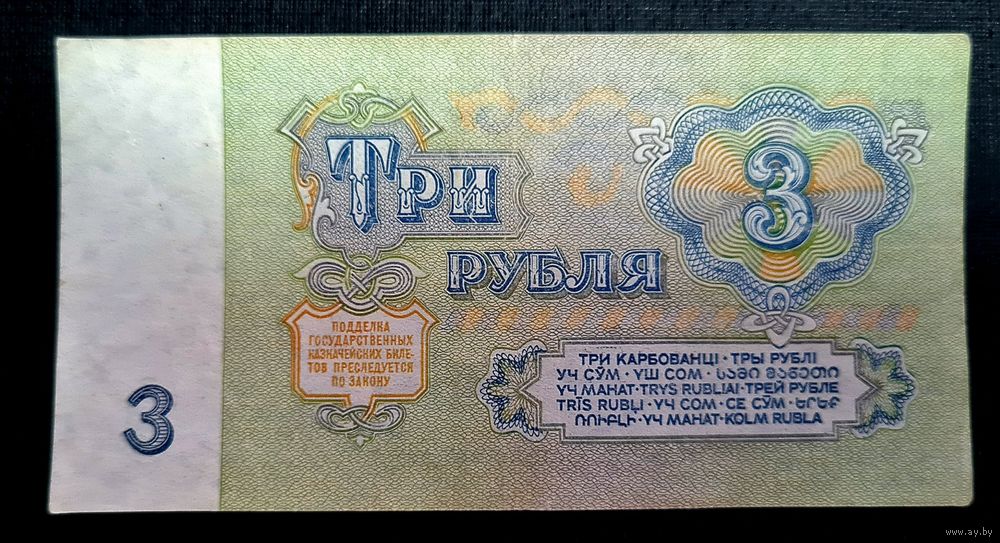 ТРИ
РУБЛЯ
3
ПОДДЕЛКА
ГОСУДАРСТВЕННЫХ
КАЗНАЧЕЙСКИХ БИЛЕ-
ТОВ ПРЕСЛЕДУЕТСЯ
ПО ЗАКОНУ
3
ТРИ КАРБОВАНЦІ · ТРЫ РУБЛІ
УЧ СЎМ · ҮШ СОМ · ᲡᲐᲛᲘ ᲛᲐᲜᲔᲗᲘ
ҮЧ МАНАТ · TRYS RUBLIAI · ТРЕЙ РУБЛЕ
TRĪS RUBĻI · ҮЧ СОМ · СЕ СӮМ · ԵՐԵՔ
ՌՈՒԲԼԻ · ҮЧ МАНАТ · KOLM RUBLA
www.ay.by